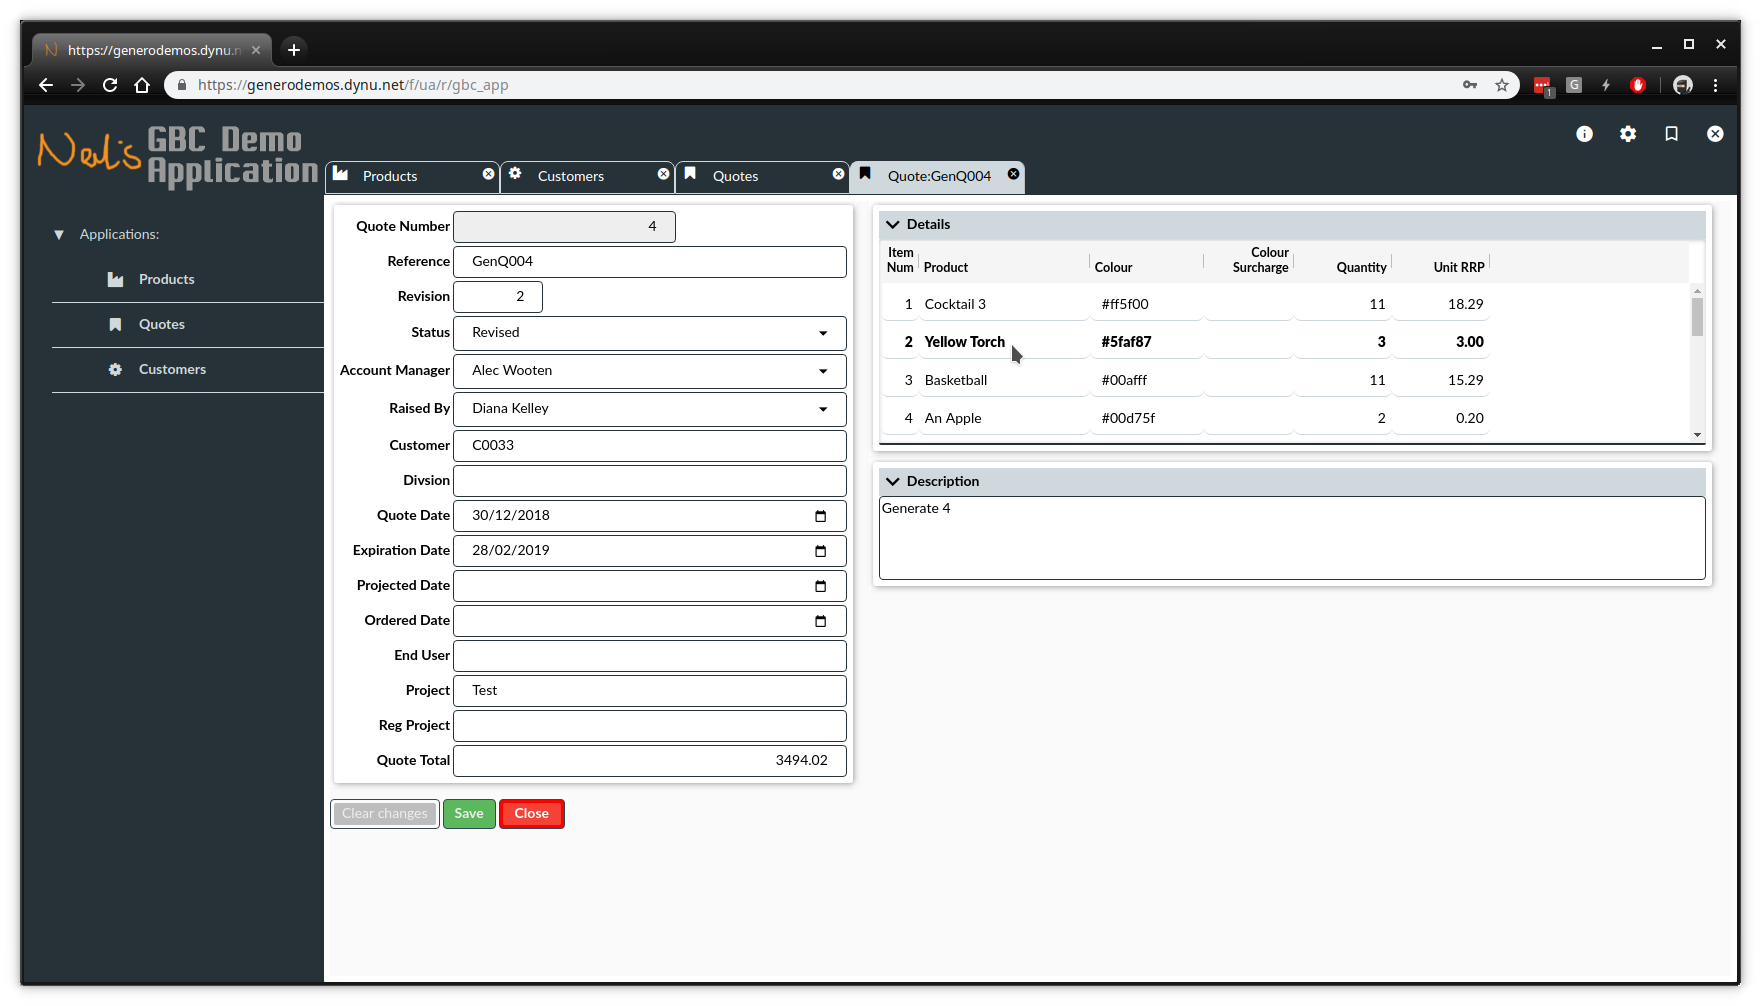 https://generodemos.dynu.n
https://generodemos.dynu.net/f/ua/r/gbc_app
1
G
Neil's GBC Demo
Application
Products
Customers
Quotes
Quote:GenQ004
Applications:
Products
Quotes
Customers
Quote Number 4
Reference GenQ004
Revision 2
Status Revised
Account Manager Alec Wooten
Raised By Diana Kelley
Customer C0033
Divsion
Quote Date 30/12/2018
Expiration Date 28/02/2019
Projected Date
Ordered Date
End User
Project Test
Reg Project
Quote Total 3494.02
Clear changes Save Close
Details
Item Num Product Colour Colour Surcharge Quantity Unit RRP
1 Cocktail 3 #ff5f00 11 18.29
2 Yellow Torch #5faf87 3 3.00
3 Basketball #00afff 11 15.29
4 An Apple #00d75f 2 0.20
Description
Generate 4